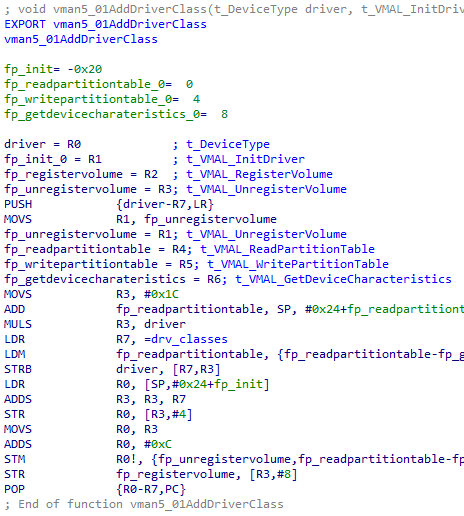 ; void vman5_01AddDriverClass(t_DeviceType driver, t_VMAL_InitDriv
EXPORT vman5_01AddDriverClass
vman5_01AddDriverClass
fp_init= -0x20
fp_readpartitiontable_0= 0
fp_writepartitiontable_0= 4
fp_getdevicecharateristics_0= 8
driver = R0 ; t_DeviceType
fp_init_0 = R1 ; t_VMAL_InitDriver
fp_registervolume = R2 ; t_VMAL_RegisterVolume
fp_unregistervolume = R3; t_VMAL_UnregisterVolume
PUSH {driver-R7,LR}
MOVS R1, fp_unregistervolume
fp_unregistervolume = R1; t_VMAL_UnregisterVolume
fp_readpartitiontable = R4; t_VMAL_ReadPartitionTable
fp_writepartitiontable = R5; t_VMAL_WritePartitionTable
fp_getdevicecharateristics = R6; t_VMAL_GetDeviceCharacteristics
MOVS R3, #0x1C
ADD fp_readpartitiontable, SP, #0x24+fp_readpartitiont
MULS R3, driver
LDR R7, =drv_classes
LDM fp_readpartitiontable, {fp_readpartitiontable-fp_g
STRB driver, [R7,R3]
LDR R0, [SP,#0x24+fp_init]
ADDS R3, R3, R7
STR R0, [R3,#4]
MOVS R0, R3
ADDS R0, #0xC
STM R0!, {fp_unregistervolume,fp_readpartitiontable-fp
STR fp_registervolume, [R3,#8]
POP {R0-R7,PC}
; End of function vman5_01AddDriverClass